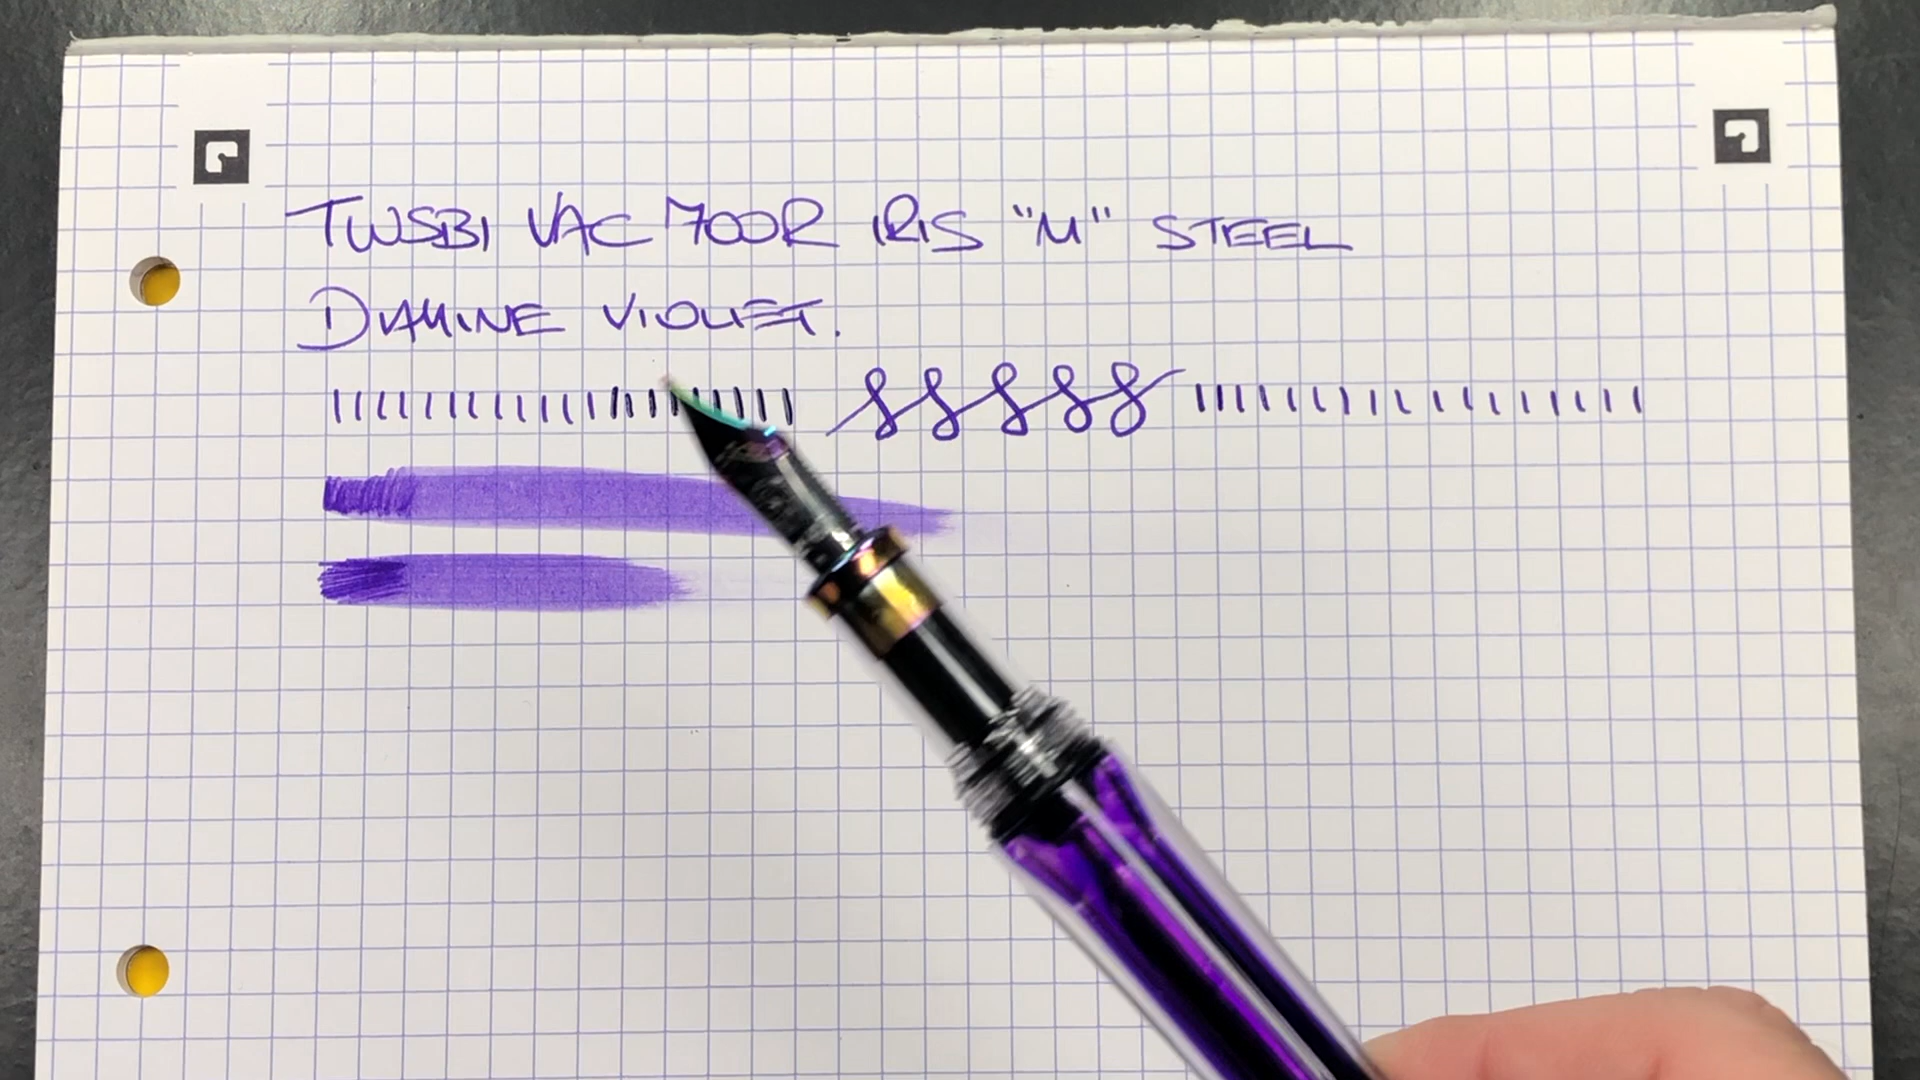 TWSBI VAC 700R IRIS "M" STEEL
DIAMINE VIOLET.